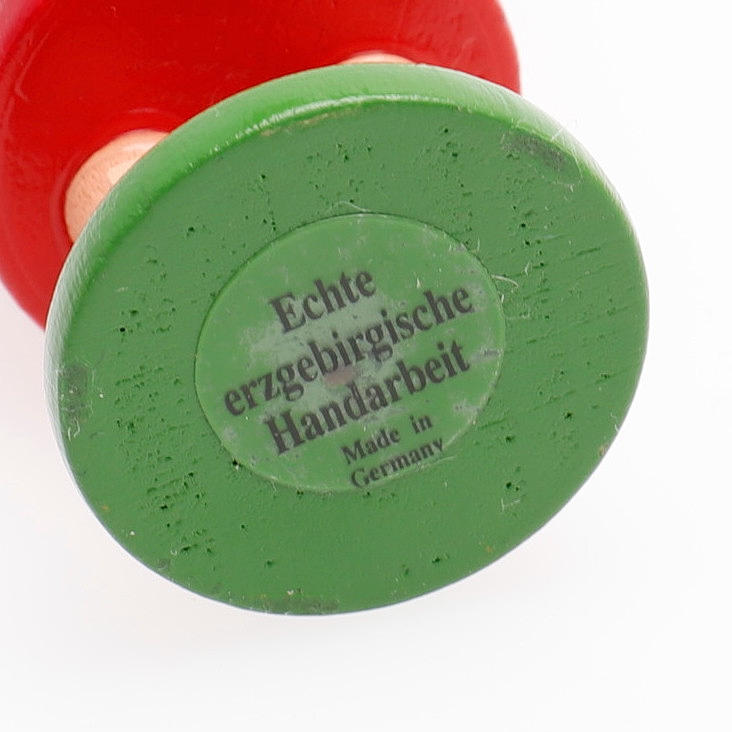 Echte
erzgebirgische
Handarbeit
Made in
Germany